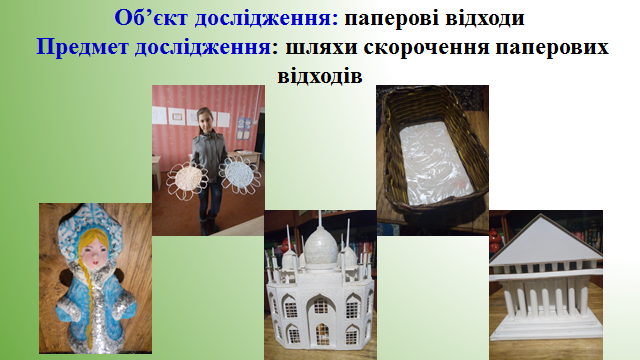 Об’єкт дослідження: паперові відходи
Предмет дослідження: шляхи скорочення паперових
відходів